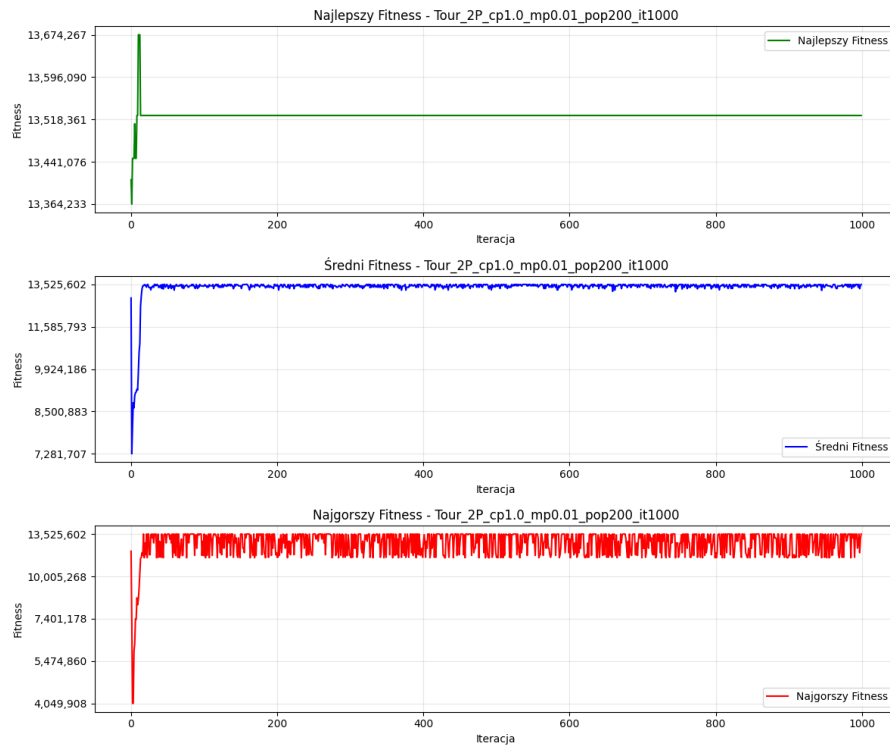 Najlepszy Fitness - Tour_2P_cp1.0_mp0.01_pop200_it1000
13,674,267
13,596,090
13,518,361
13,441,076
13,364,233
Fitness
Najlepszy Fitness
0 200 400 600 800 1000
Iteracja
Średni Fitness - Tour_2P_cp1.0_mp0.01_pop200_it1000
13,525,602
11,585,793
9,924,186
8,500,883
7,281,707
Fitness
Średni Fitness
0 200 400 600 800 1000
Iteracja
Najgorszy Fitness - Tour_2P_cp1.0_mp0.01_pop200_it1000
13,525,602
10,005,268
7,401,178
5,474,860
4,049,908
Fitness
Najgorszy Fitness
0 200 400 600 800 1000
Iteracja